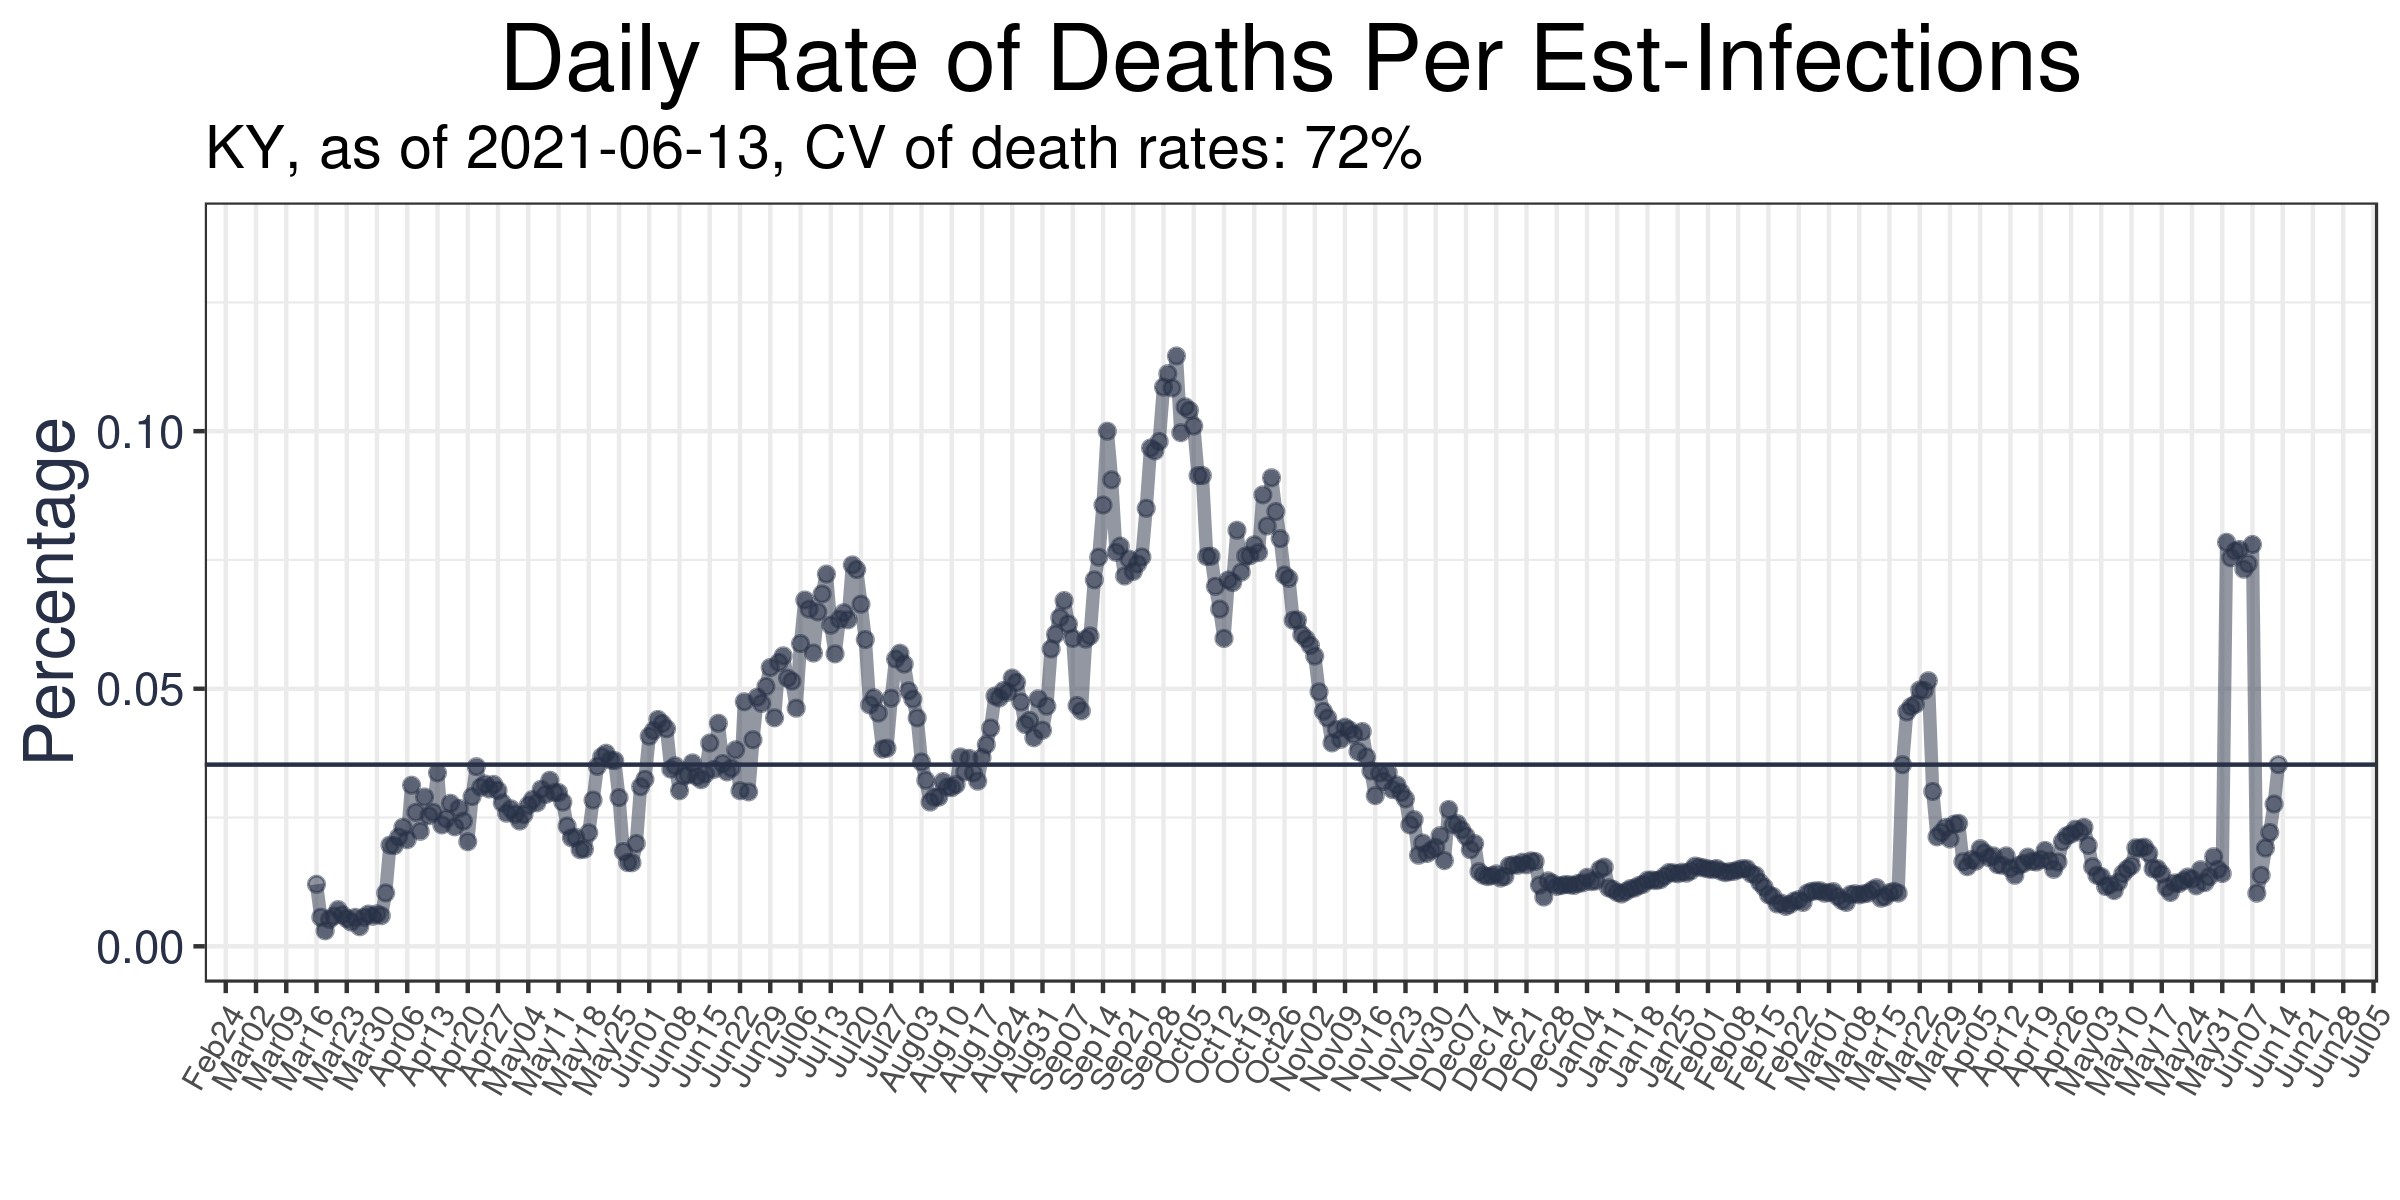 Daily Rate of Deaths Per Est-Infections
KY, as of 2021-06-13, CV of death rates: 72%
Percentage
0.10
0.05
0.00
Feb24
Mar02
Mar09
Mar16
Mar23
Mar30
Apr06
Apr13
Apr20
Apr27
May04
May11
May18
May25
Jun01
Jun08
Jun15
Jun22
Jun29
Jul06
Jul13
Jul20
Jul27
Aug03
Aug10
Aug17
Aug24
Aug31
Sep07
Sep14
Sep21
Sep28
Oct05
Oct12
Oct19
Oct26
Nov02
Nov09
Nov16
Nov23
Nov30
Dec07
Dec14
Dec21
Dec28
Jan04
Jan11
Jan18
Jan25
Feb01
Feb08
Feb15
Feb22
Mar01
Mar08
Mar15
Mar22
Mar29
Apr05
Apr12
Apr19
Apr26
May03
May10
May17
May24
May31
Jun07
Jun14
Jun21
Jun28
Jul05